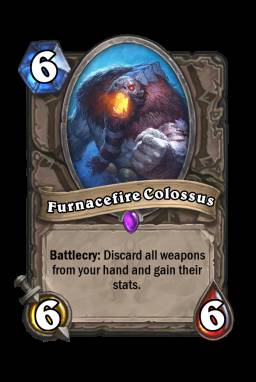 6
Furnacefire Colossus
Battlecry: Discard all weapons
from your hand and gain their
stats.
6
6